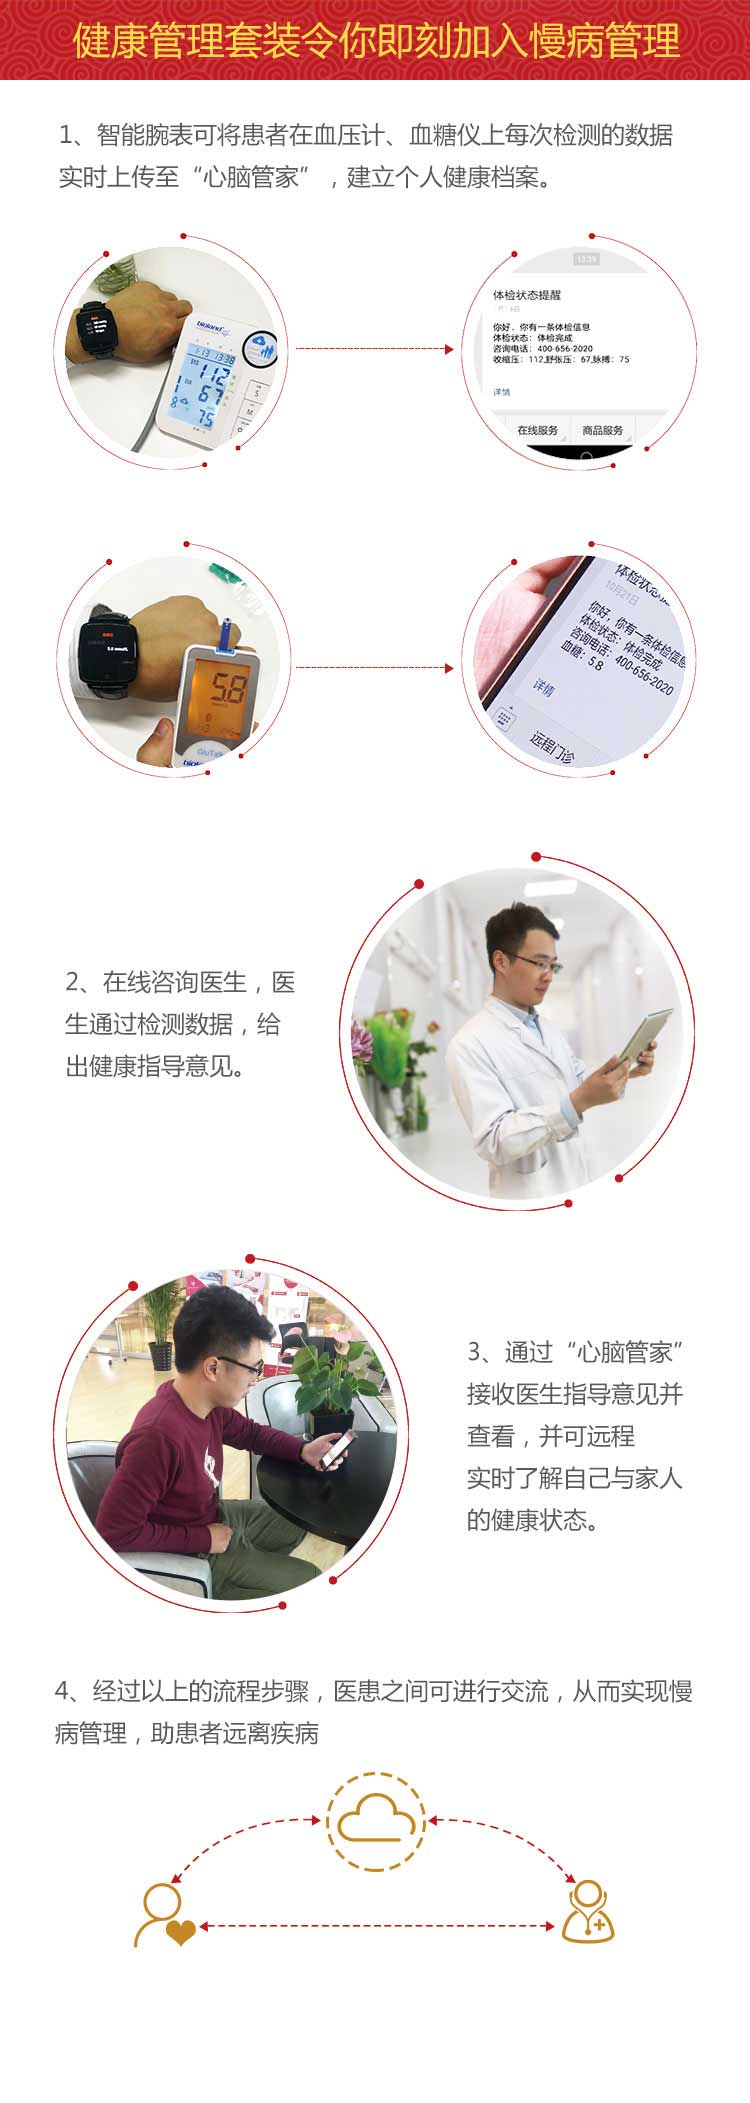 健康管理套装令你即刻加入慢病管理
1、智能腕表可将患者在血压计、血糖仪上每次检测的数据
实时上传至“心脑管家”，建立个人健康档案。
bioland
1-13 13:38
SYS
112
67
75
S
M
13:39
体检状态提醒
你好，你有一条体检信息
体检状态：体检完成
咨询电话：400-656-2020
收缩压：112,舒张压：67,脉搏：75
详情
在线服务
商品服务
5.8 mmol/L
5.8
GluTalk
bioland
体检状态
10月21日
你好，你有一条体检信息
体检状态：体检完成
咨询电话：400-656-2020
血糖：5.8
详情
远程门诊
2、在线咨询医生，医
生通过检测数据，给
出健康指导意见。
3、通过“心脑管家”
接收医生指导意见并
查看，并可远程
实时了解自己与家人
的健康状态。
4、经过以上的流程步骤，医患之间可进行交流，从而实现慢
病管理，助患者远离疾病